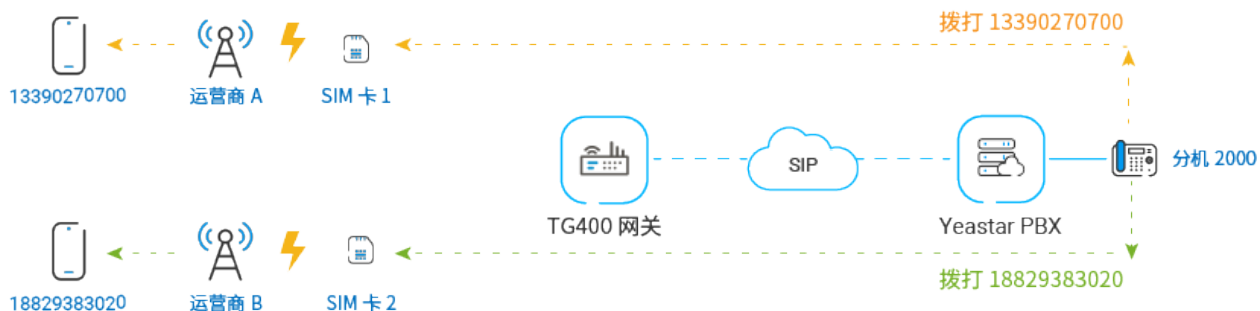 拨打 13390270700
13390270700
运营商 A
SIM 卡 1
SIP
分机 2000
TG400 网关
Yeastar PBX
拨打 18829383020
18829383020
运营商 B
SIM 卡 2